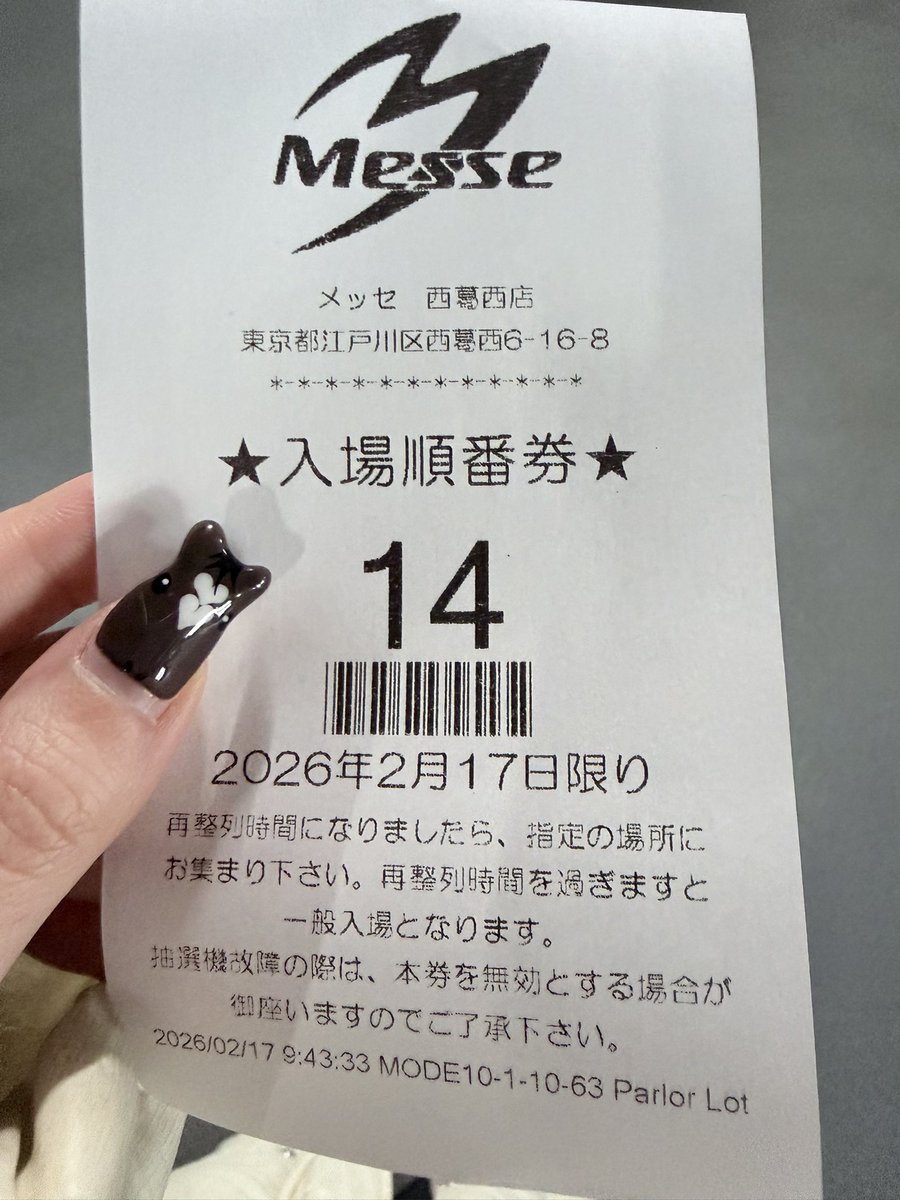 Messe
メッセ 西葛西店
東京都江戸川区西葛西6-16-8
*-*-*-*-*-*-*-*-*-*-*-*
★入場順番券★
14
2026年2月17日限り
再整列時間になりましたら、指定の場所に
お集まり下さい。再整列時間を過ぎますと
一般入場となります。
抽選機故障の際は、本券を無効とする場合が
御座いますのでご了承下さい。
2026/02/17 9:43:33 MODE10-1-10-63 Parlor Lot